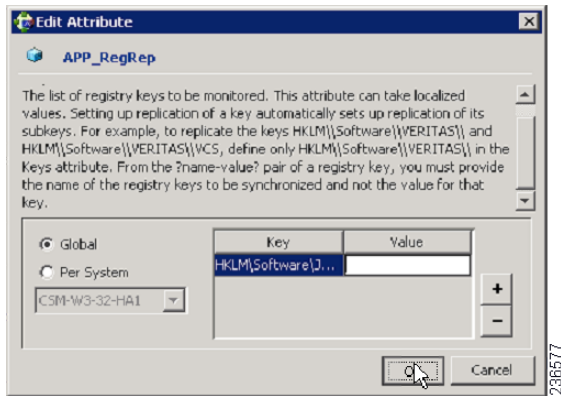 Edit Attribute
APP_RegRep
The list of registry keys to be monitored. This attribute can take localized
values. Setting up replication of a key automatically sets up replication of its
subkeys. For example, to replicate the keys HKLM\\Software\\VERITAS\\ and
HKLM\\Software\\VERITAS\\VCS, define only HKLM\\Software\\VERITAS\\ in the
Keys attribute. From the ?name-value? pair of a registry key, you must provide
the name of the registry keys to be synchronized and not the value for that
key.
Global
Per System
CSM-W3-32-HA1
Key Value
HKLM\Software\J...
+
−
Cancel
236577